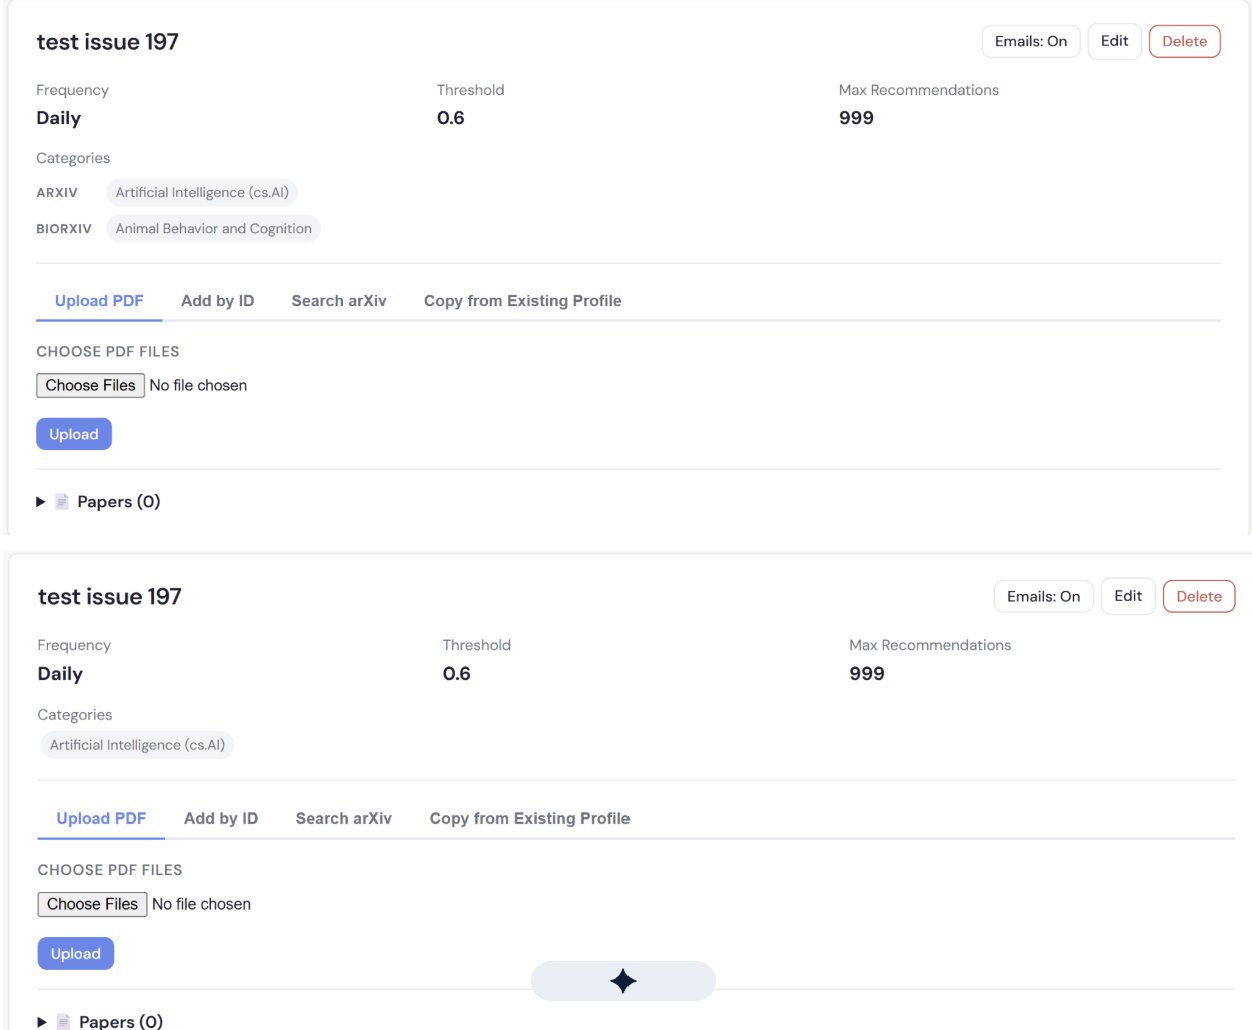 test issue 197 Emails: On Edit Delete
Frequency Threshold Max Recommendations
Daily 0.6 999
Categories
ARXIV Artificial Intelligence (cs.AI)
BIORXIV Animal Behavior and Cognition
Upload PDF Add by ID Search arXiv Copy from Existing Profile
CHOOSE PDF FILES
Choose Files No file chosen
Upload
Papers (0)
test issue 197 Emails: On Edit Delete
Frequency Threshold Max Recommendations
Daily 0.6 999
Categories
Artificial Intelligence (cs.AI)
Upload PDF Add by ID Search arXiv Copy from Existing Profile
CHOOSE PDF FILES
Choose Files No file chosen
Upload
Papers (0)